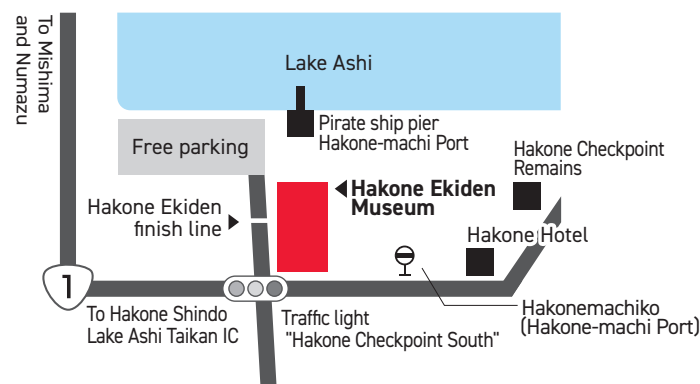 To Mishima
and Numazu
Lake Ashi
Pirate ship pier
Hakone-machi Port
Free parking
Hakone Checkpoint
Remains
Hakone Ekiden
Museum
Hakone Ekiden
finish line
Hakone Hotel
1
To Hakone Shindo
Lake Ashi Taikan IC
Traffic light
"Hakone Checkpoint South"
Hakonemachiko
(Hakone-machi Port)